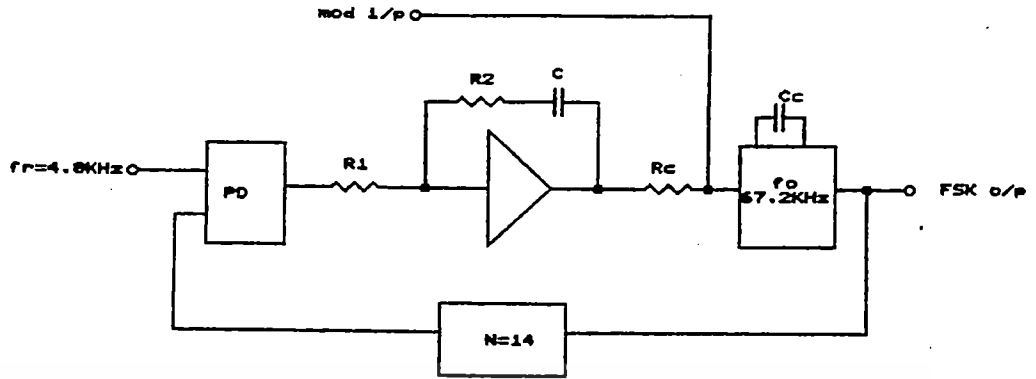 mod i/p
R2
C
Cc
fr=4.8KHz
PD
R1
Rc
fo
67.2KHz
FSK o/p
N=14